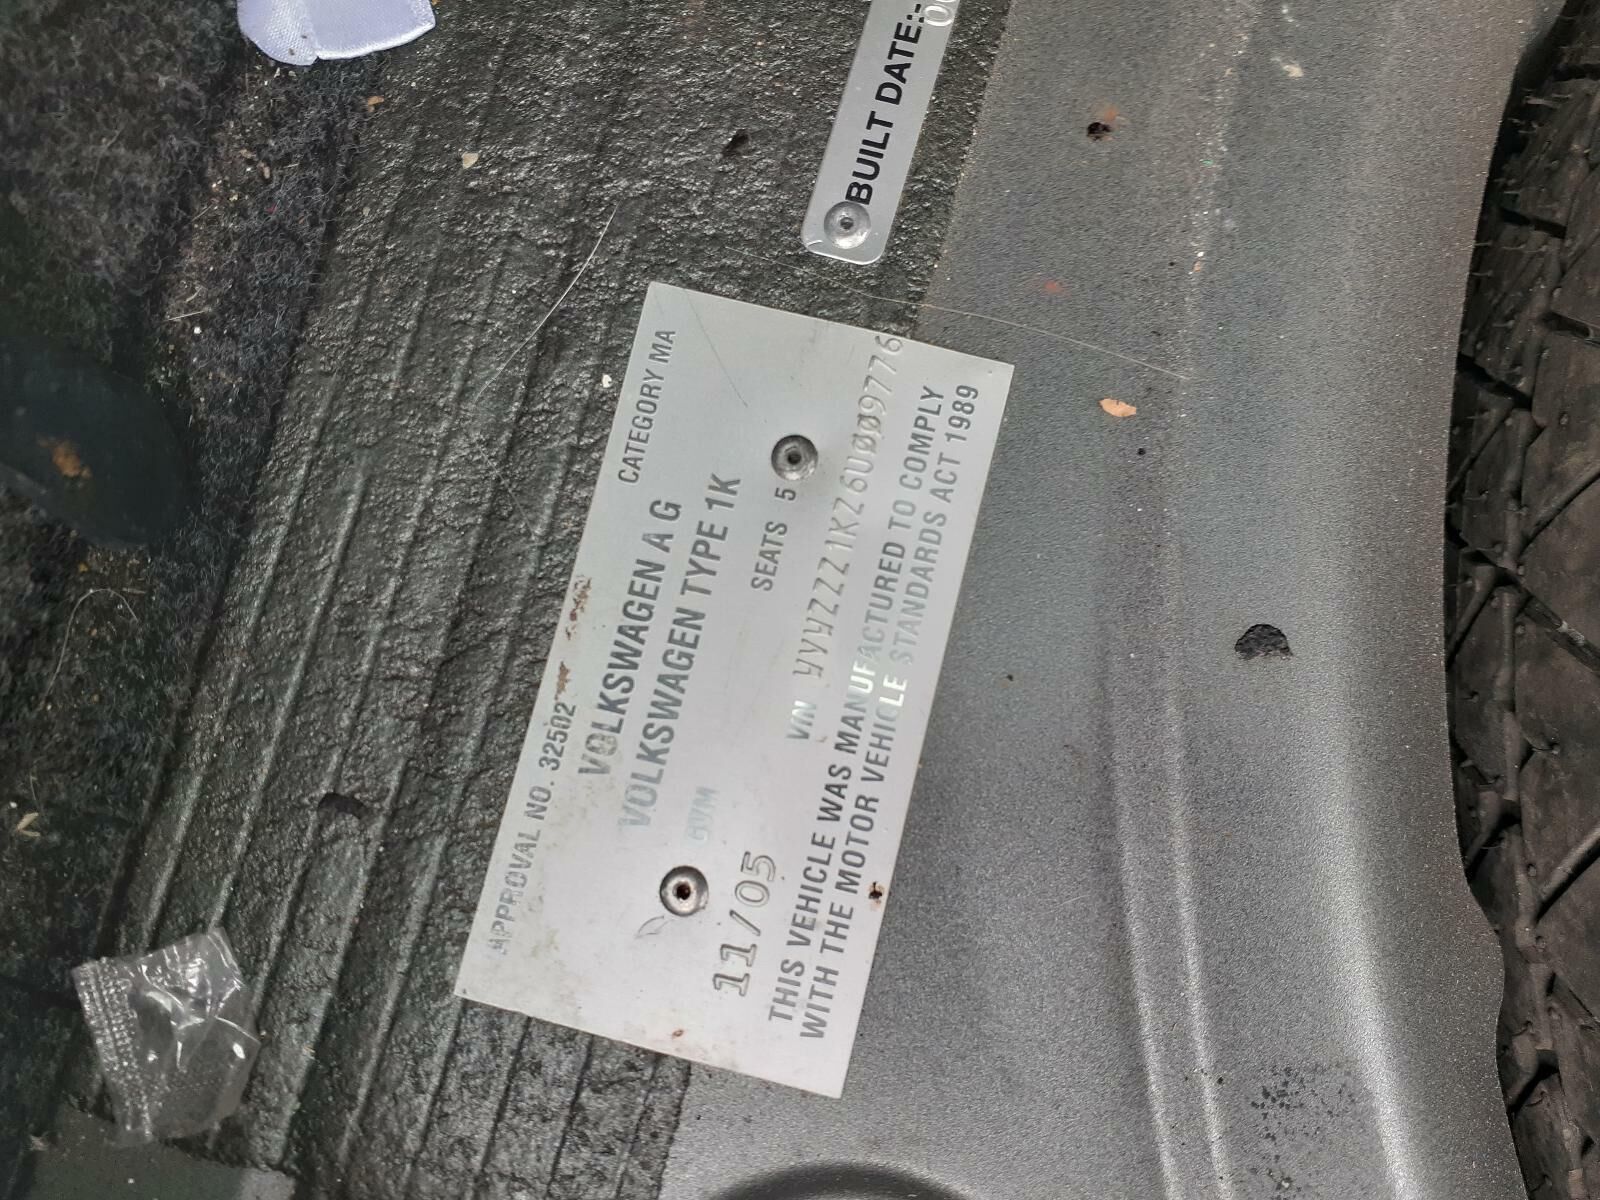 BUILT DATE:-
APPROVAL NO. 32502 CATEGORY MA
VOLKSWAGEN A G
VOLKSWAGEN TYPE 1K
GVM SEATS 5
11/05 VIN WVWZZZ1KZ6U009776
THIS VEHICLE WAS MANUFACTURED TO COMPLY
WITH THE MOTOR VEHICLE STANDARDS ACT 1989